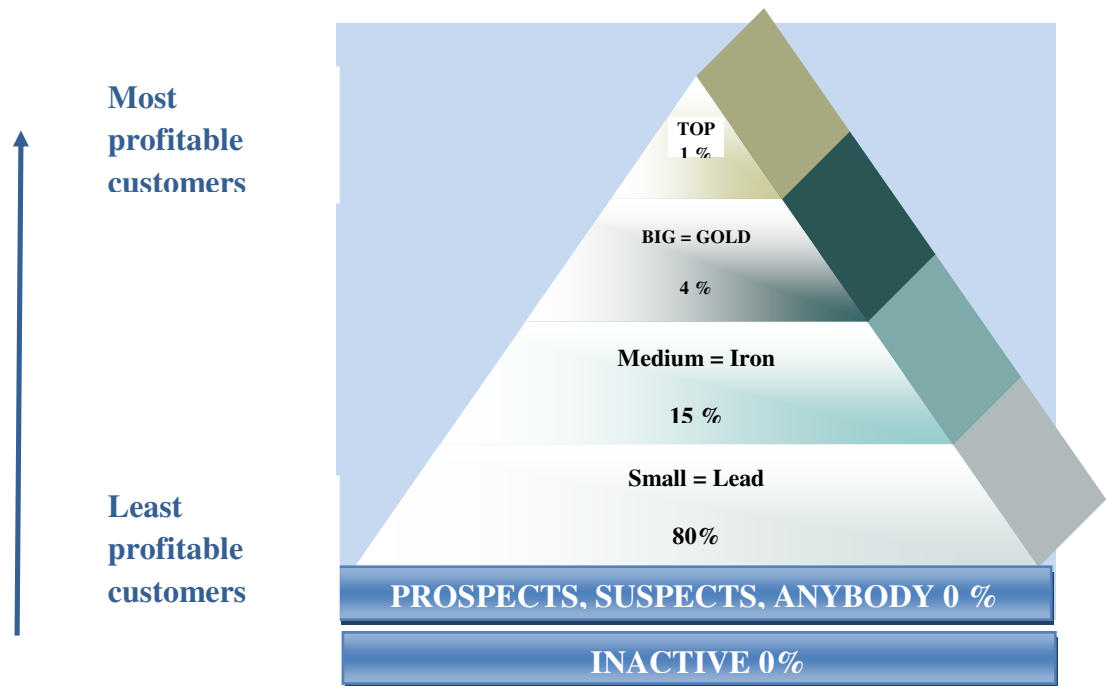 Most
profitable
customers
TOP
1 %
BIG = GOLD
4 %
Medium = Iron
15 %
Small = Lead
80%
Least
profitable
customers
PROSPECTS, SUSPECTS, ANYBODY 0 %
INACTIVE 0%